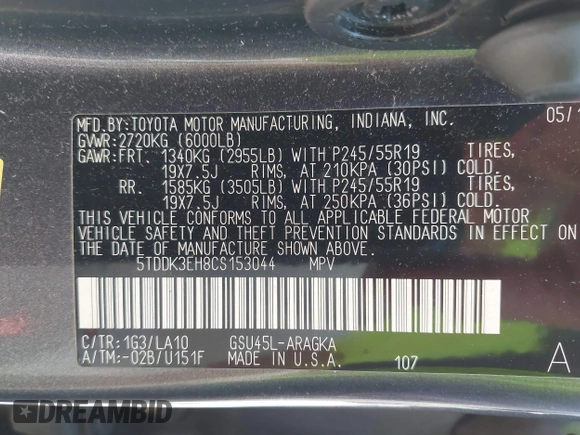 MFD.BY:TOYOTA MOTOR MANUFACTURING, INDIANA, INC. 05/1
GVWR:2720KG (6000LB)
GAWR:FRT. 1340KG (2955LB) WITH P245/55R19 TIRES,
19X7.5J RIMS, AT 210KPA (30PSI) COLD.
RR. 1585KG (3505LB) WITH P245/55R19 TIRES,
19X7.5J RIMS, AT 250KPA (36PSI) COLD.
THIS VEHICLE CONFORMS TO ALL APPLICABLE FEDERAL MOTOR
VEHICLE SAFETY AND THEFT PREVENTION STANDARDS IN EFFECT ON
THE DATE OF MANUFACTURE SHOWN ABOVE.
5TDDK3EH8CS153044 MPV
C/TR:1G3/LA10 GSU45L-ARAGKA
A/TM:-02B/U151F MADE IN U.S.A. 107 A
DREAMBID